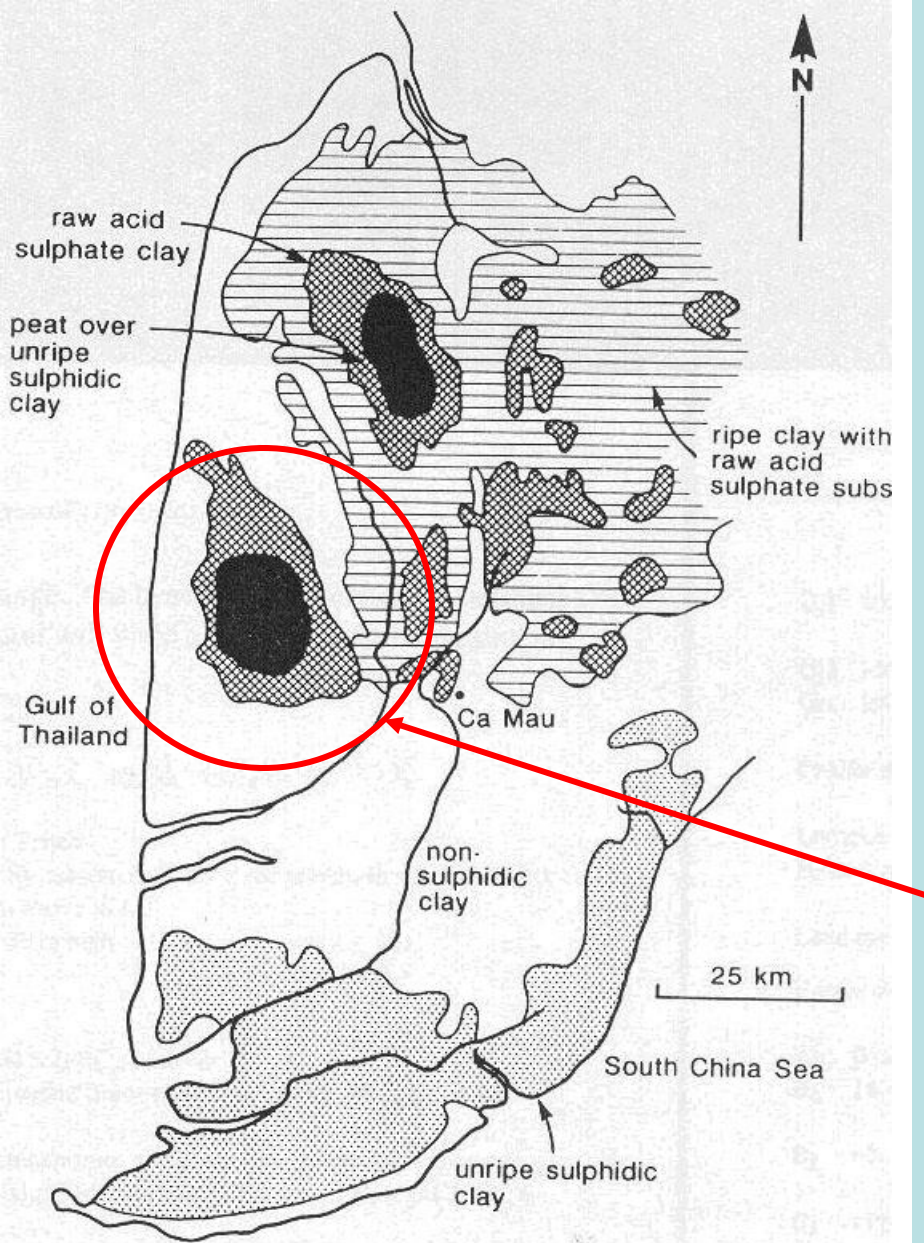 N
raw acid
sulphate clay
peat over
unripe
sulphidic
clay
ripe clay with
raw acid
sulphate subs
Gulf of
Thailand
Ca Mau
non-
sulphidic
clay
25 km
South China Sea
unripe sulphidic
clay